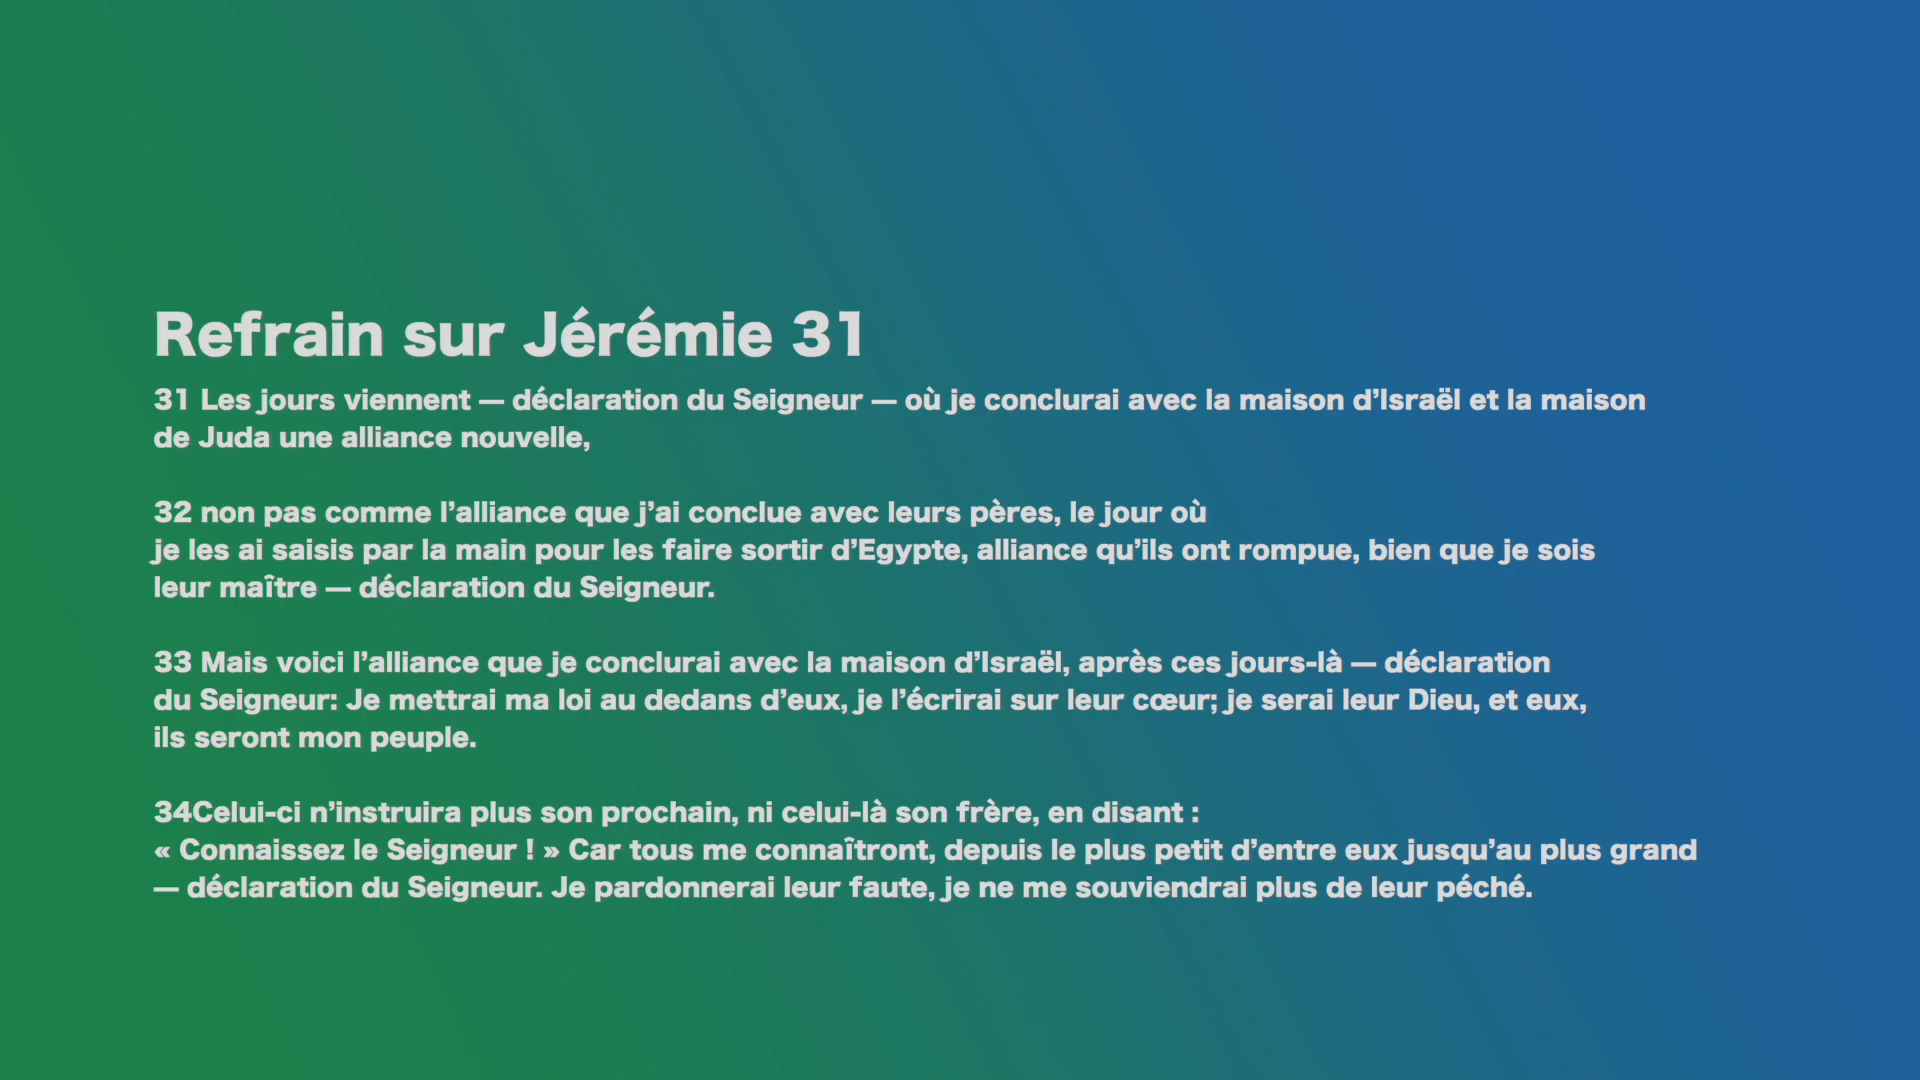 Refrain sur Jérémie 31
31 Les jours viennent — déclaration du Seigneur — où je conclurai avec la maison d’Israël et la maison
de Juda une alliance nouvelle,
32 non pas comme l’alliance que j’ai conclue avec leurs pères, le jour où
je les ai saisis par la main pour les faire sortir d’Egypte, alliance qu’ils ont rompue, bien que je sois
leur maître — déclaration du Seigneur.
33 Mais voici l’alliance que je conclurai avec la maison d’Israël, après ces jours-là — déclaration
du Seigneur: Je mettrai ma loi au dedans d’eux, je l’écrirai sur leur cœur; je serai leur Dieu, et eux,
ils seront mon peuple.
34Celui-ci n’instruira plus son prochain, ni celui-là son frère, en disant :
« Connaissez le Seigneur ! » Car tous me connaîtront, depuis le plus petit d’entre eux jusqu’au plus grand
— déclaration du Seigneur. Je pardonnerai leur faute, je ne me souviendrai plus de leur péché.